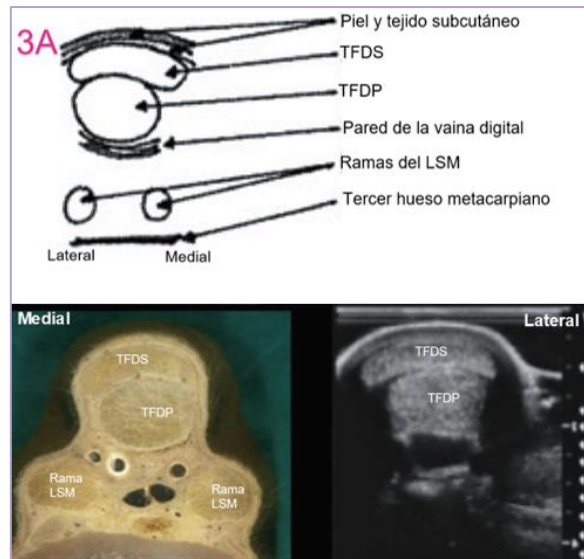 3A
Piel y tejido subcutáneo
TFDS
TFDP
Pared de la vaina digital
Ramas del LSM
Tercer hueso metacarpiano
Lateral
Medial
Medial
TFDS
TFDP
Rama
LSM
Rama
LSM
Lateral
TFDS
TFDP